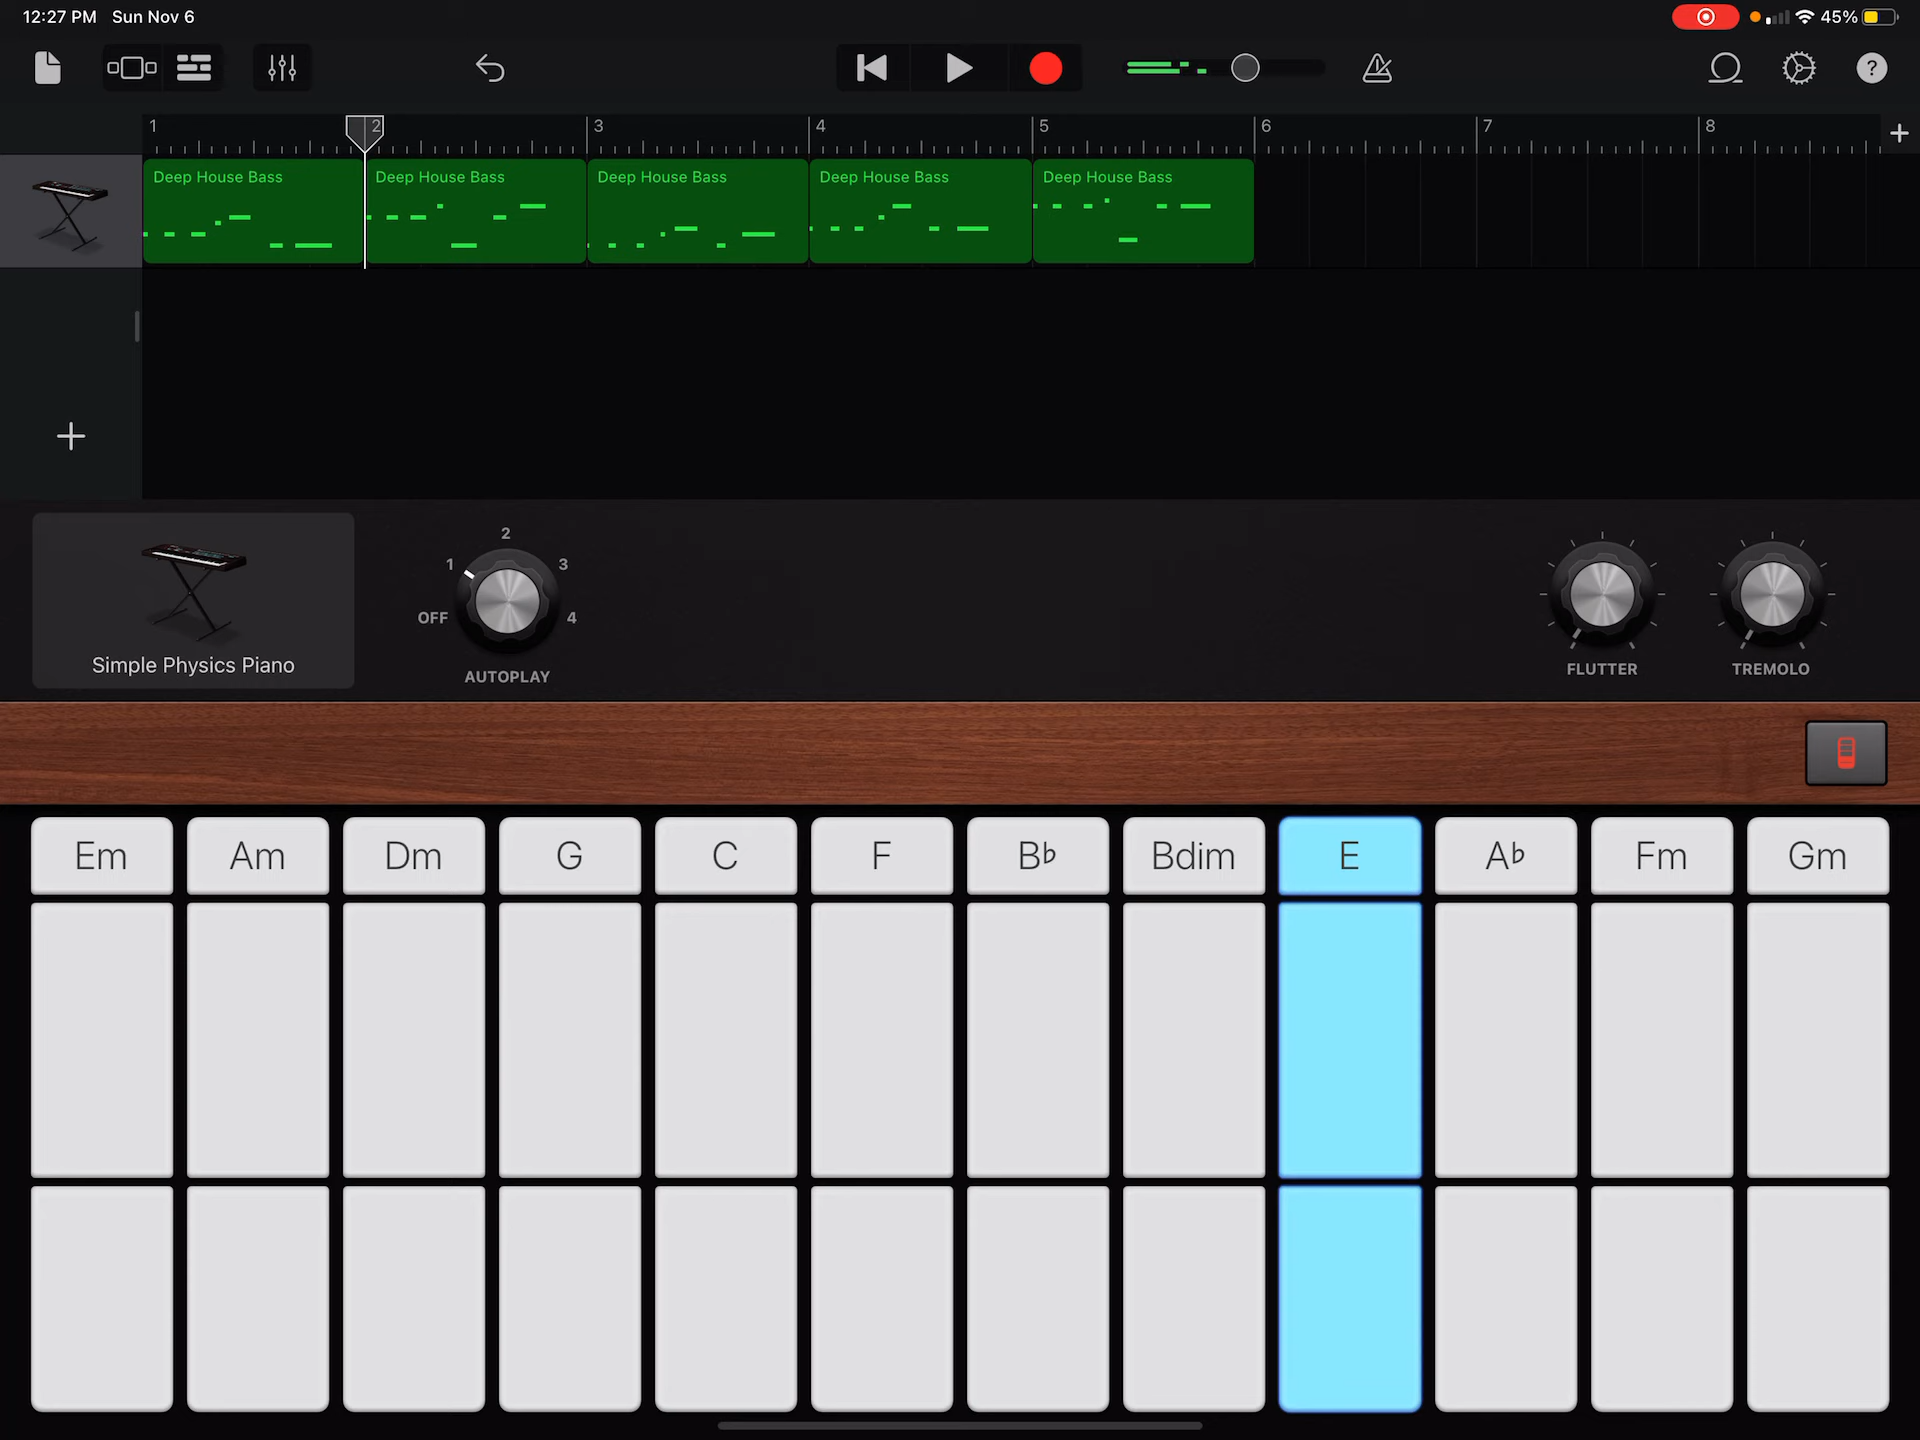 12:27 PM Sun Nov 6 45%
1 2 3 4 5 6 7 8
Deep House Bass Deep House Bass Deep House Bass Deep House Bass Deep House Bass
2
1 3
OFF 4
Simple Physics Piano AUTOPLAY FLUTTER TREMOLO
Em Am Dm G C F B♭ Bdim E A♭ Fm Gm